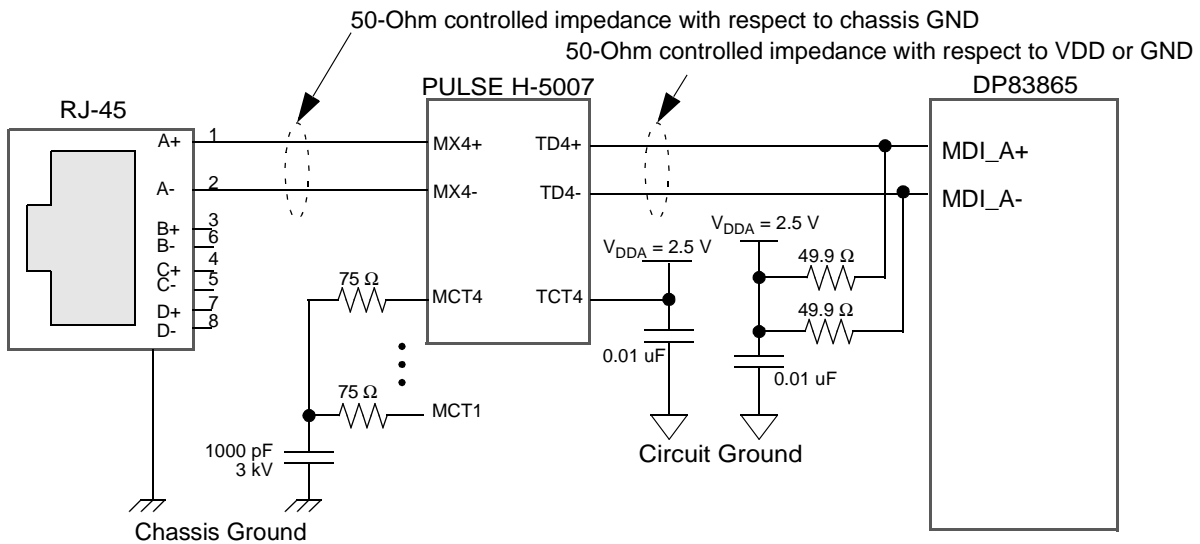 50-Ohm controlled impedance with respect to chassis GND
50-Ohm controlled impedance with respect to VDD or GND
RJ-45
PULSE H-5007
DP83865
A+ 1
A- 2
B+ 3
B- 6
C+ 4
C- 5
D+ 7
D- 8
MX4+
MX4-
MCT4
MCT1
TD4+
TD4-
TCT4
MDI_A+
MDI_A-
VDDA = 2.5 V
VDDA = 2.5 V
49.9 Ω
49.9 Ω
0.01 uF
0.01 uF
75 Ω
75 Ω
1000 pF
3 kV
Circuit Ground
Chassis Ground